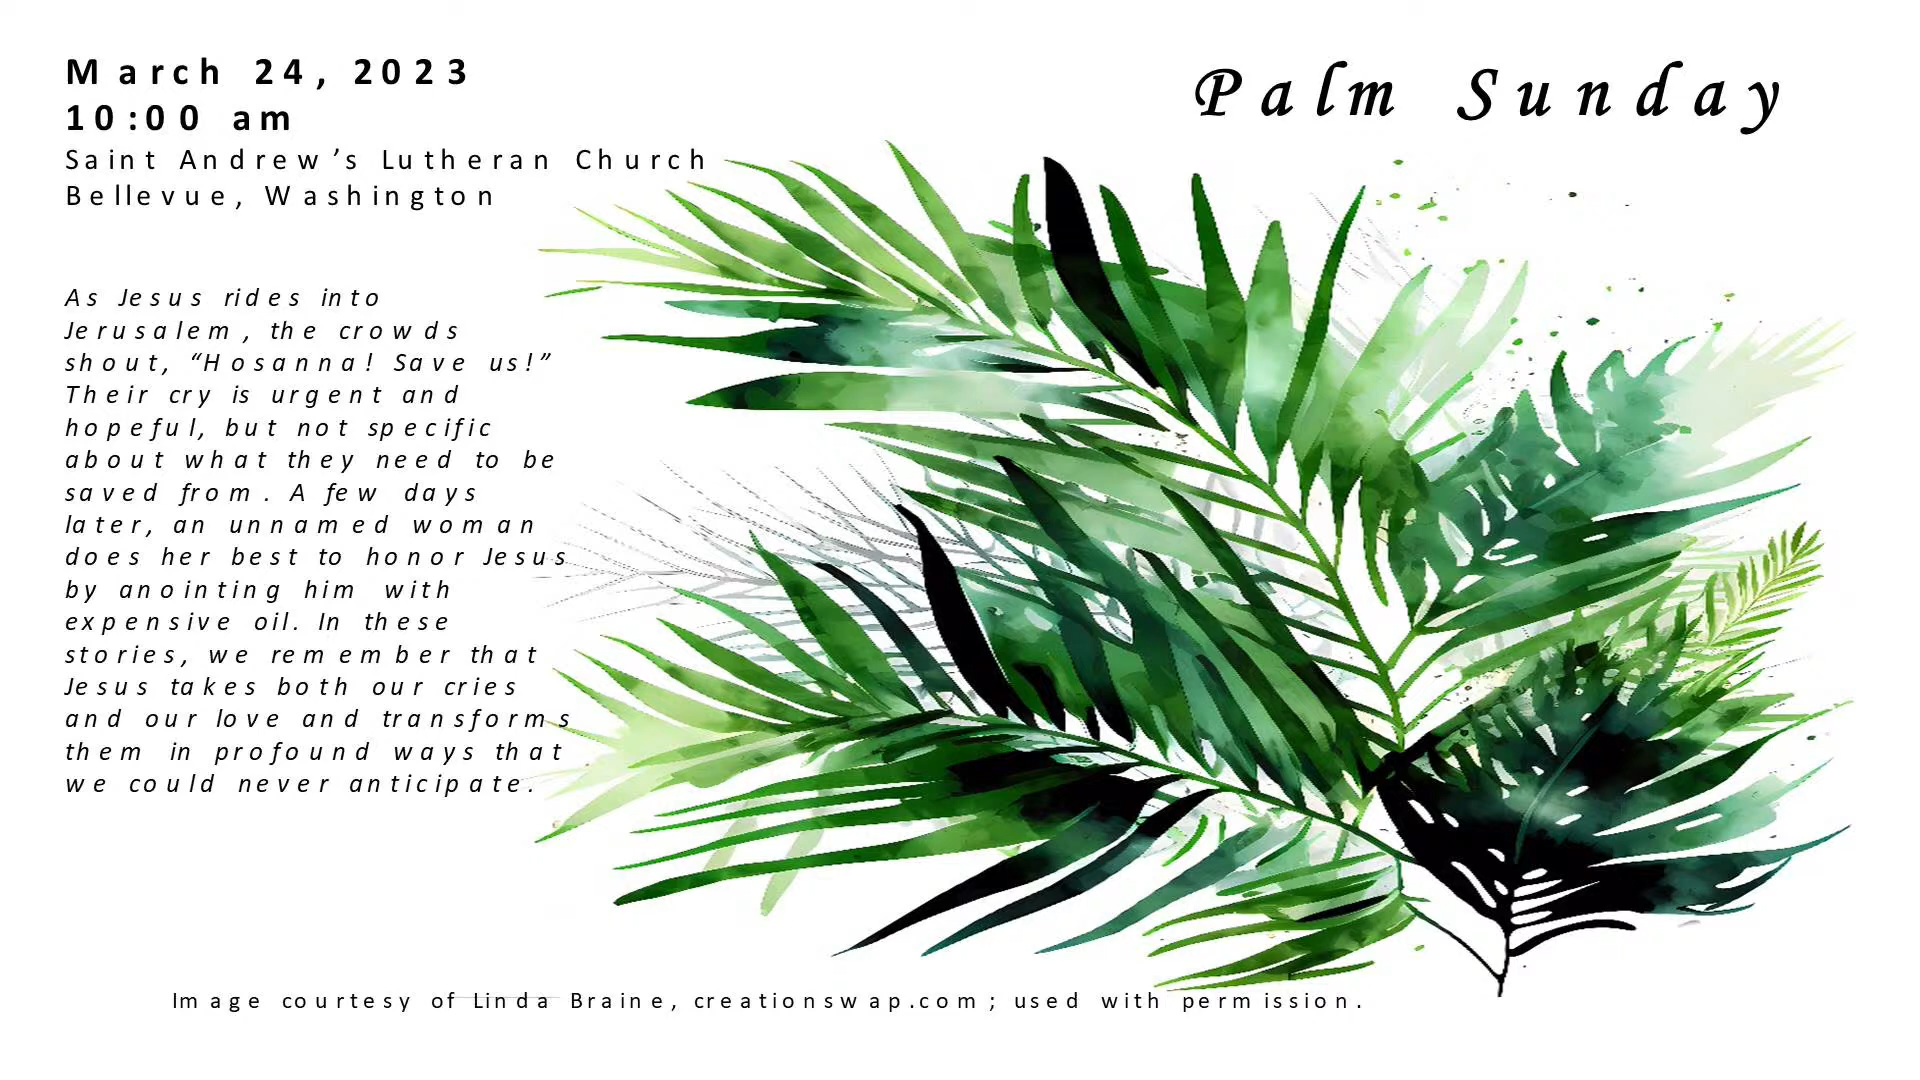 March 24, 2023
10:00 am
Saint Andrew’s Lutheran Church
Bellevue, Washington
Palm Sunday
As Jesus rides into
Jerusalem, the crowds
shout, “Hosanna! Save us!”
Their cry is urgent and
hopeful, but not specific
about what they need to be
saved from. A few days
later, an unnamed woman
does her best to honor Jesus
by anointing him with
expensive oil. In these
stories, we remember that
Jesus takes both our cries
and our love and transforms
them in profound ways that
we could never anticipate.
Image courtesy of Linda Braine, creationswap.com; used with permission.